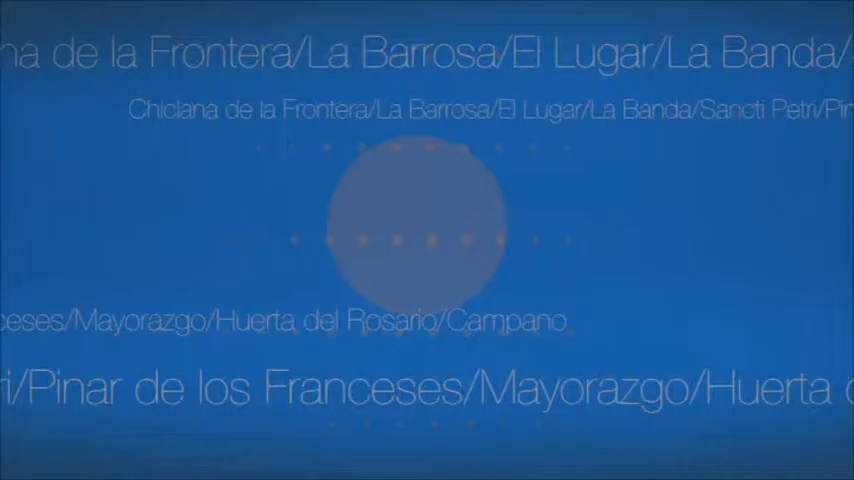 na de la Frontera/La Barrosa/El Lugar/La Banda/
Chiclana de la Frontera/La Barrosa/El Lugar/La Banda/Sancti Petri/Pin
ceses/Mayorazgo/Huerta del Rosario/Campano
ri/Pinar de los Franceses/Mayorazgo/Huerta